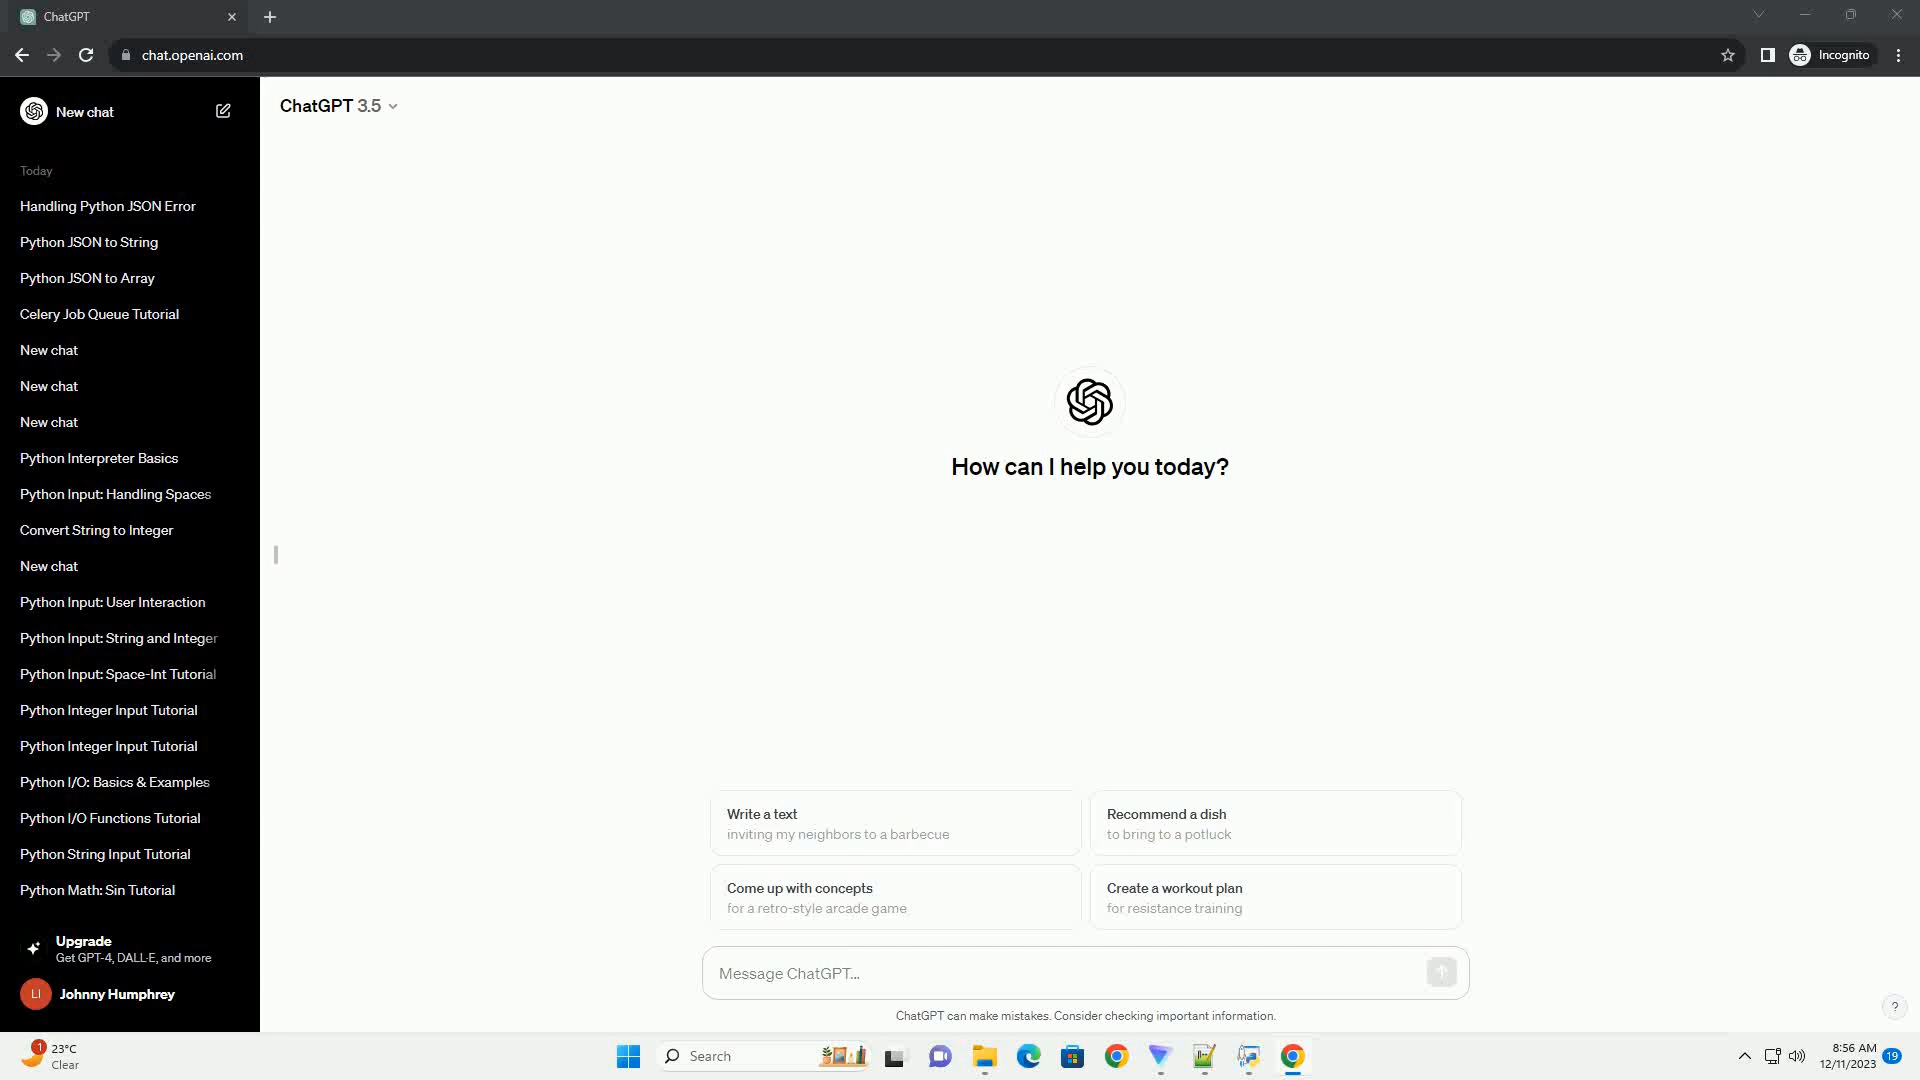 ChatGPT
chat.openai.com
Incognito
New chat
ChatGPT 3.5
Today
Handling Python JSON Error
Python JSON to String
Python JSON to Array
Celery Job Queue Tutorial
New chat
New chat
New chat
Python Interpreter Basics
Python Input: Handling Spaces
Convert String to Integer
New chat
Python Input: User Interaction
Python Input: String and Integer
Python Input: Space-Int Tutorial
Python Integer Input Tutorial
Python Integer Input Tutorial
Python I/O: Basics & Examples
Python I/O Functions Tutorial
Python String Input Tutorial
Python Math: Sin Tutorial
Upgrade
Get GPT-4, DALL·E, and more
LI
Johnny Humphrey
How can I help you today?
Write a text
inviting my neighbors to a barbecue
Recommend a dish
to bring to a potluck
Come up with concepts
for a retro-style arcade game
Create a workout plan
for resistance training
Message ChatGPT...
ChatGPT can make mistakes. Consider checking important information.
?
1
23°C
Clear
Search
8:56 AM
12/11/2023
19